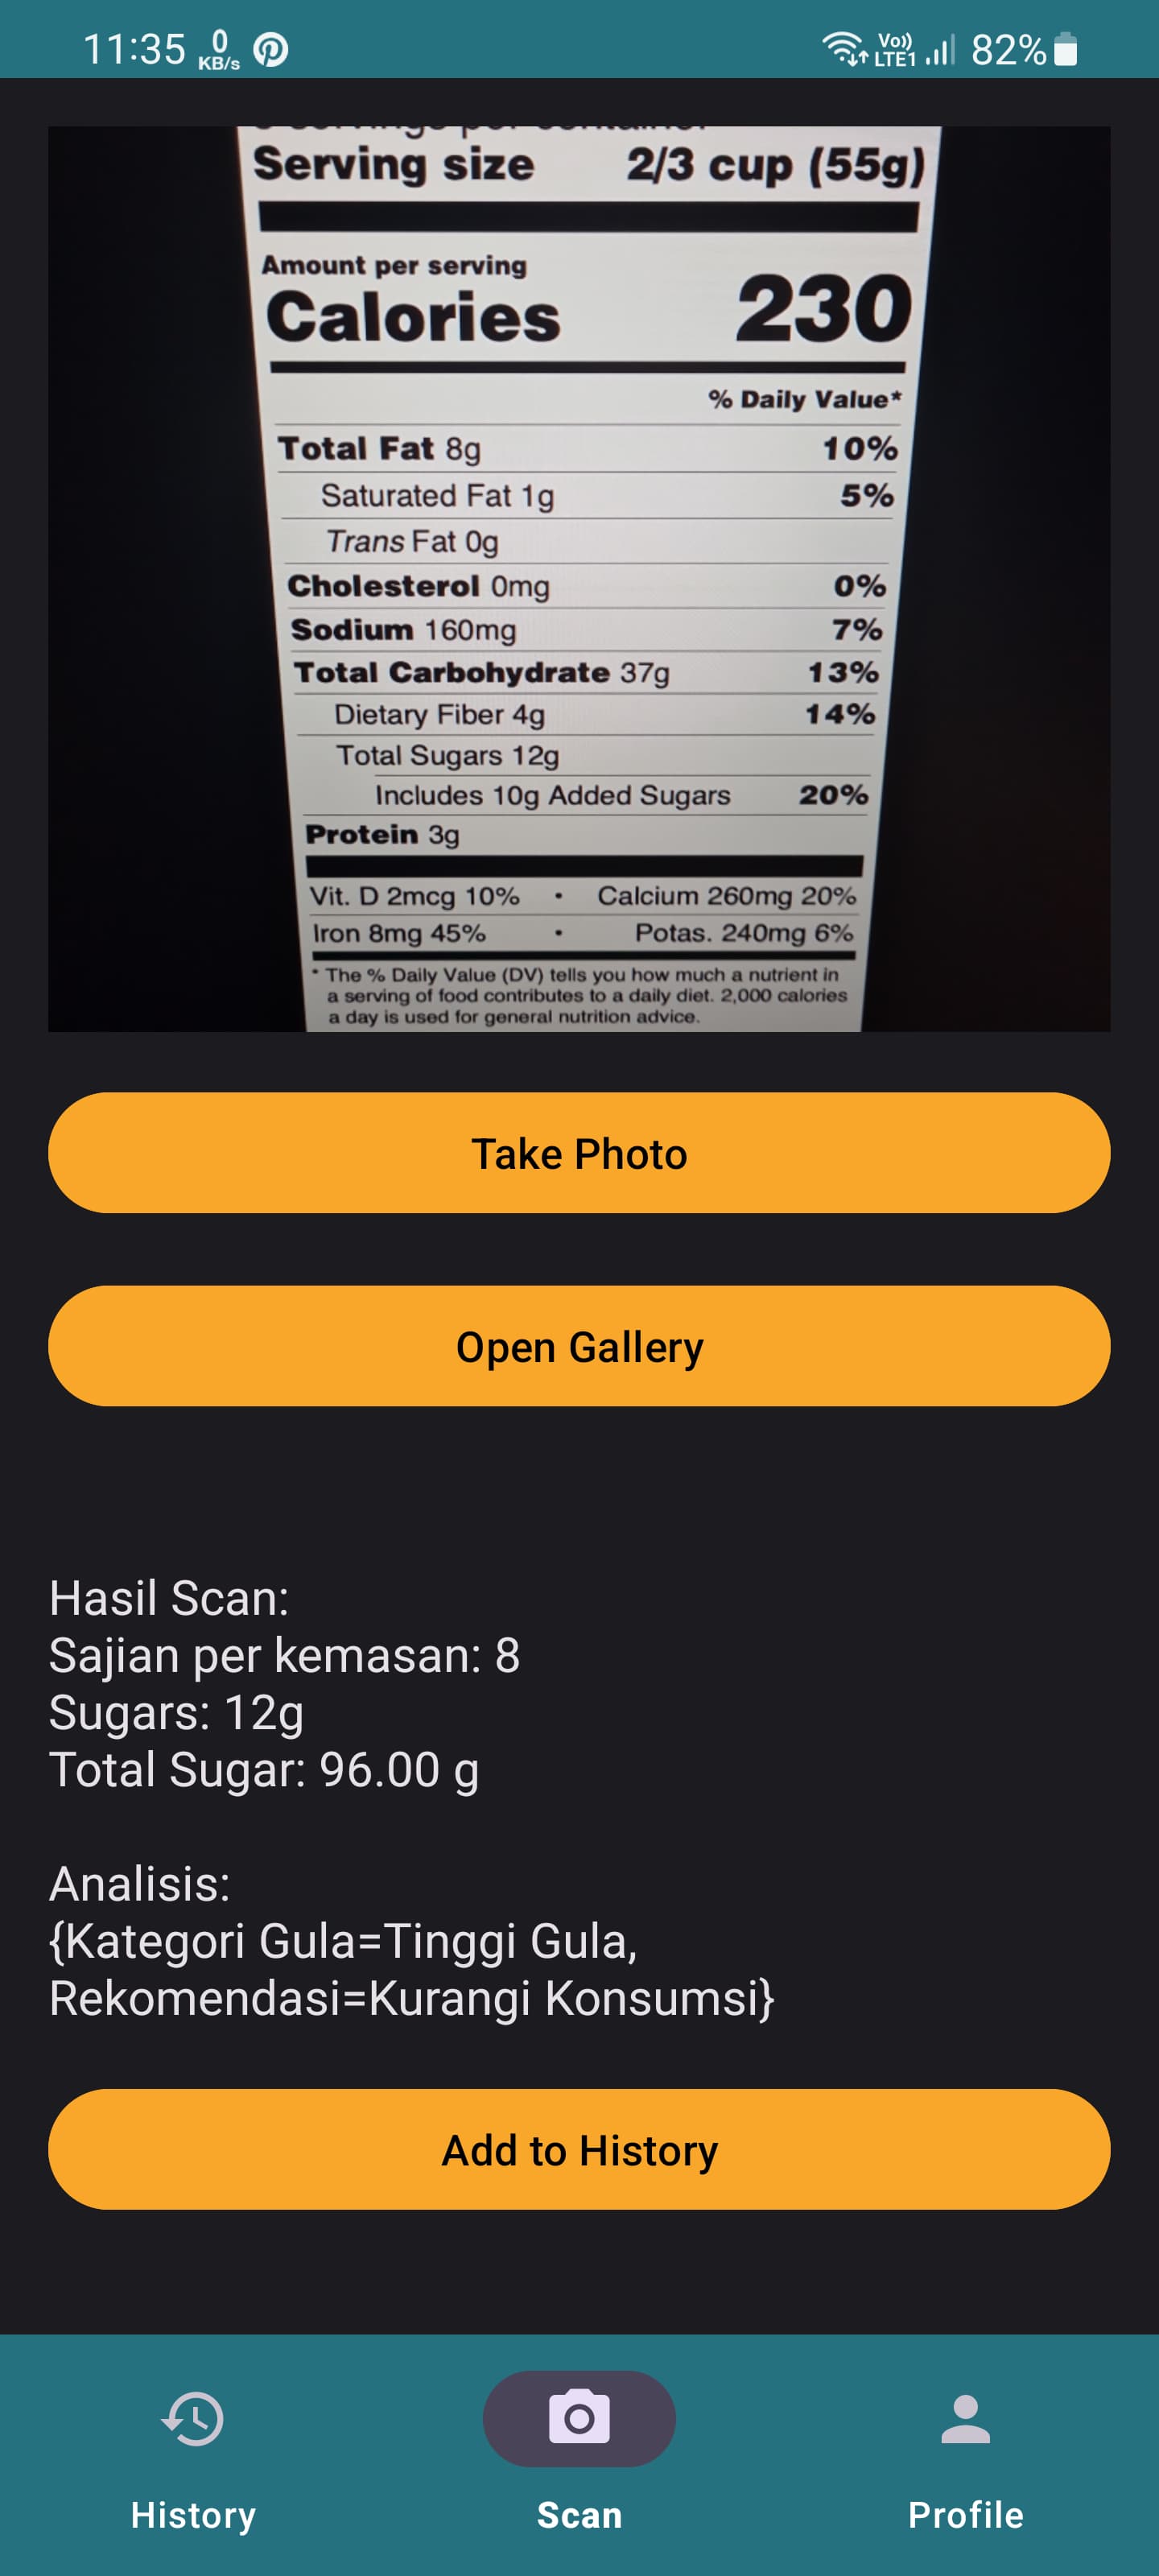 11:35 0 KB/s Vo)) LTE1 82%
servings per container
Serving size 2/3 cup (55g)
Amount per serving
Calories 230
% Daily Value*
Total Fat 8g 10%
Saturated Fat 1g 5%
Trans Fat 0g
Cholesterol 0mg 0%
Sodium 160mg 7%
Total Carbohydrate 37g 13%
Dietary Fiber 4g 14%
Total Sugars 12g
Includes 10g Added Sugars 20%
Protein 3g
Vit. D 2mcg 10% • Calcium 260mg 20%
Iron 8mg 45% • Potas. 240mg 6%
* The % Daily Value (DV) tells you how much a nutrient in
a serving of food contributes to a daily diet. 2,000 calories
a day is used for general nutrition advice.
Take Photo
Open Gallery
Hasil Scan:
Sajian per kemasan: 8
Sugars: 12g
Total Sugar: 96.00 g
Analisis:
{Kategori Gula=Tinggi Gula,
Rekomendasi=Kurangi Konsumsi}
Add to History
History Scan Profile